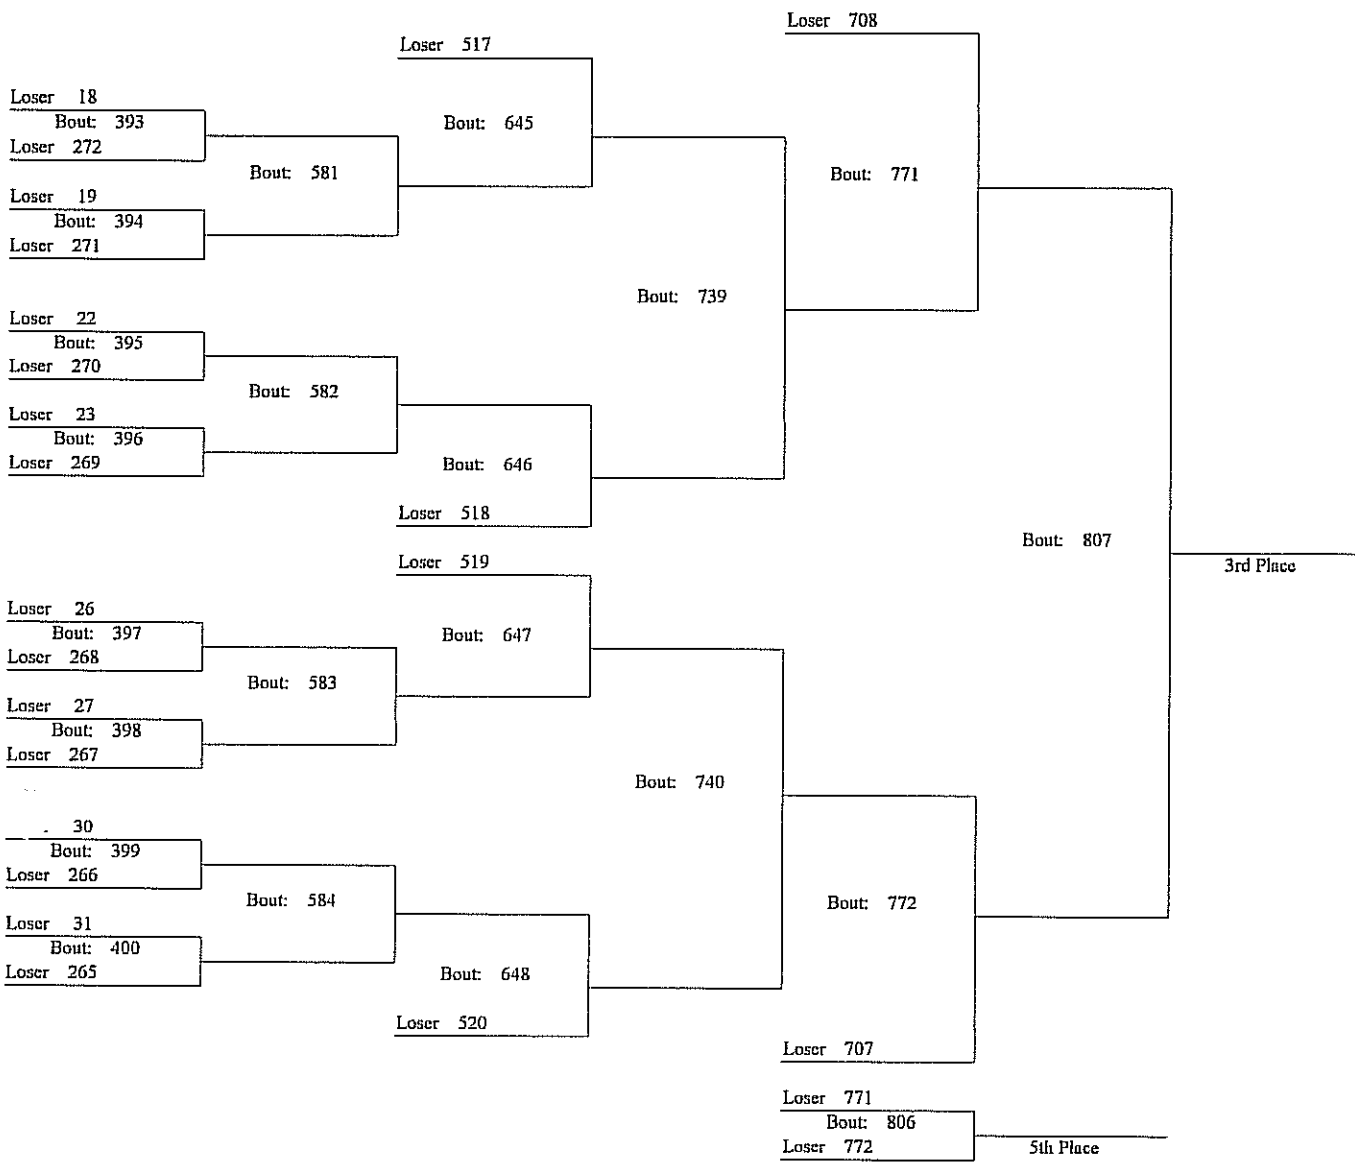 Loser 708
Loser 517
Loser 18
Bout: 393
Loser 272
Bout: 645
Bout: 581
Bout: 771
Loser 19
Bout: 394
Loser 271
Bout: 739
Loser 22
Bout: 395
Loser 270
Bout: 582
Loser 23
Bout: 396
Loser 269
Bout: 646
Loser 518
Bout: 807
3rd Place
Loser 519
Loser 26
Bout: 397
Loser 268
Bout: 647
Bout: 583
Loser 27
Bout: 398
Loser 267
Bout: 740
30
Bout: 399
Loser 266
Bout: 584
Bout: 772
Loser 31
Bout: 400
Loser 265
Bout: 648
Loser 520
Loser 707
Loser 771
Bout: 806
Loser 772
5th Place